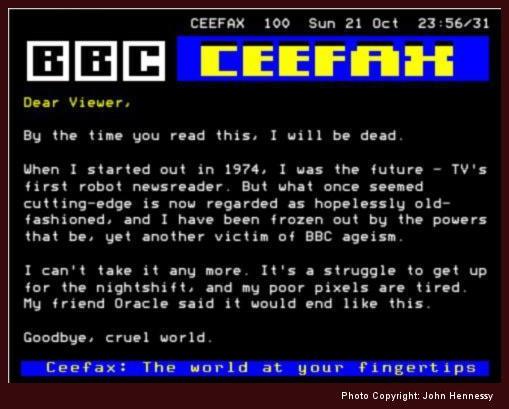 CEEFAX 100 Sun 21 Oct 23:56/31
BBC CEEFAX
Dear Viewer,
By the time you read this, I will be dead.
When I started out in 1974, I was the future - TV's
first robot newsreader. But what once seemed
cutting-edge is now regarded as hopelessly old-
fashioned, and I have been frozen out by the powers
that be, yet another victim of BBC ageism.
I can't take it any more. It's a struggle to get up
for the nightshift, and my poor pixels are tired.
My friend Oracle said it would end like this.
Goodbye, cruel world.
Ceefax: The world at your fingertips
Photo Copyright: John Hennessy